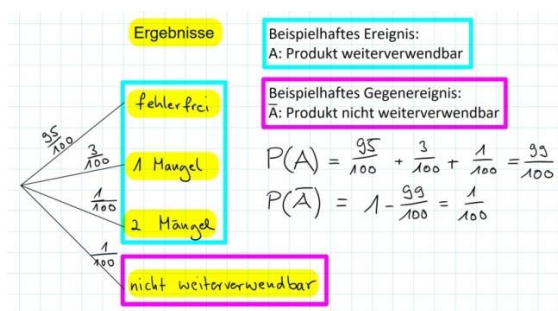 Ergebnisse
Beispielhaftes Ereignis:
A: Produkt weiterverwendbar
Beispielhaftes Gegenereignis:
A̅: Produkt nicht weiterverwendbar
95/100
fehlerfrei
3/100
1 Mangel
1/100
2 Mängel
1/100
nicht weiterverwendbar
P(A) = 95/100 + 3/100 + 1/100 = 99/100
P(A̅) = 1 - 99/100 = 1/100